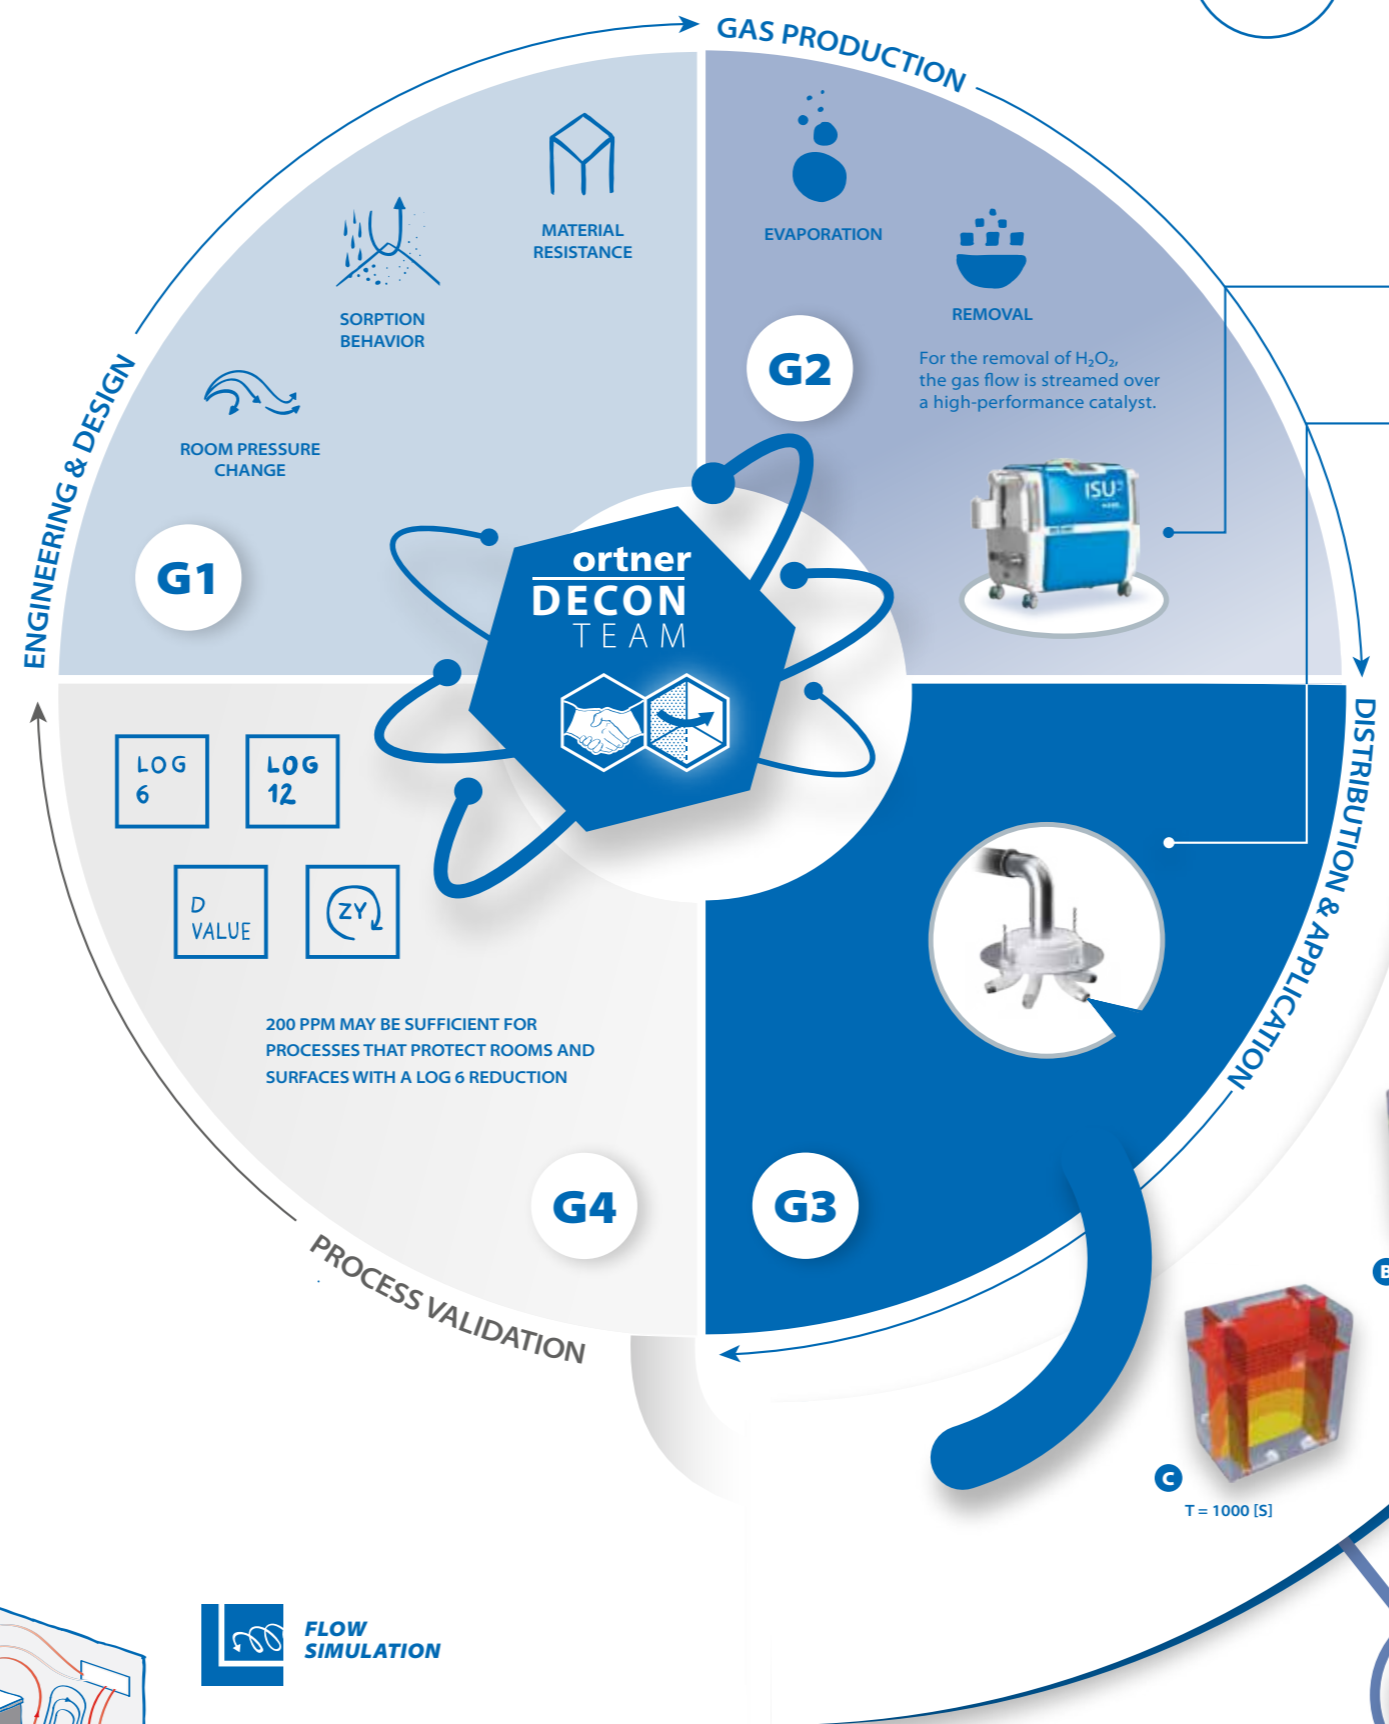 GAS PRODUCTION
EVAPORATION
REMOVAL
For the removal of H₂O₂,
the gas flow is streamed over
a high-performance catalyst.
G2
ISU
MATERIAL
RESISTANCE
SORPTION
BEHAVIOR
ROOM PRESSURE
CHANGE
ENGINEERING & DESIGN
G1
ortner
DECON
TEAM
DISTRIBUTION & APPLICATION
G3
LOG
6
LOG
12
D
VALUE
ZY
200 PPM MAY BE SUFFICIENT FOR
PROCESSES THAT PROTECT ROOMS AND
SURFACES WITH A LOG 6 REDUCTION
G4
PROCESS VALIDATION
B
C
T = 1000 [S]
FLOW
SIMULATION